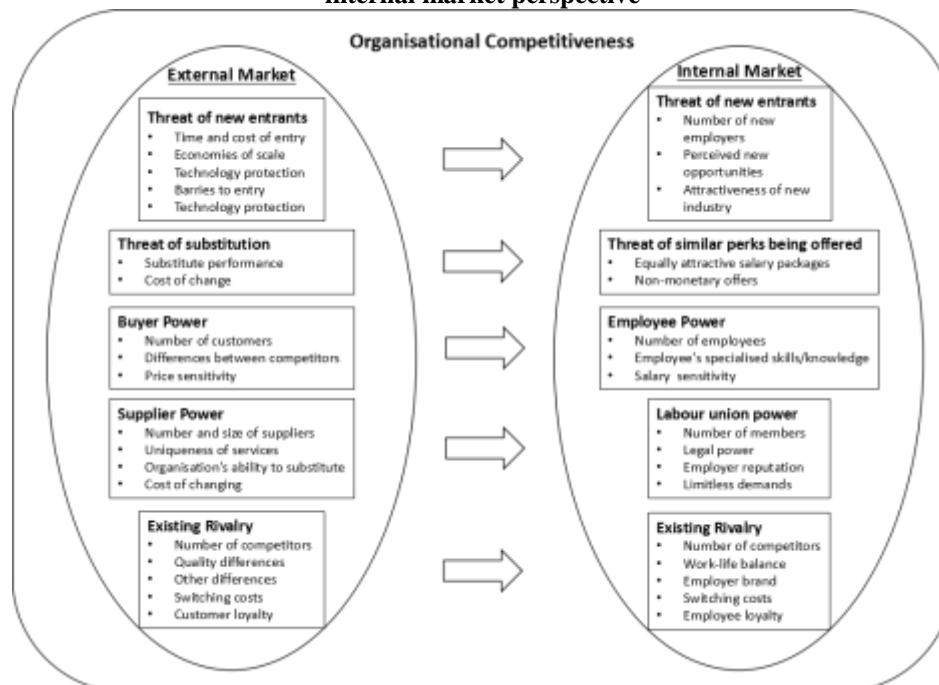 internal market perspective
Organisational Competitiveness
External Market
Threat of new entrants
• Time and cost of entry
• Economies of scale
• Technology protection
• Barriers to entry
• Technology protection
Threat of substitution
• Substitute performance
• Cost of change
Buyer Power
• Number of customers
• Differences between competitors
• Price sensitivity
Supplier Power
• Number and size of suppliers
• Uniqueness of services
• Organisation's ability to substitute
• Cost of changing
Existing Rivalry
• Number of competitors
• Quality differences
• Other differences
• Switching costs
• Customer loyalty
Internal Market
Threat of new entrants
• Number of new
employers
• Perceived new
opportunities
• Attractiveness of new
industry
Threat of similar perks being offered
• Equally attractive salary packages
• Non-monetary offers
Employee Power
• Number of employees
• Employee's specialised skills/knowledge
• Salary sensitivity
Labour union power
• Number of members
• Legal power
• Employer reputation
• Limitless demands
Existing Rivalry
• Number of competitors
• Work-life balance
• Employer brand
• Switching costs
• Employee loyalty